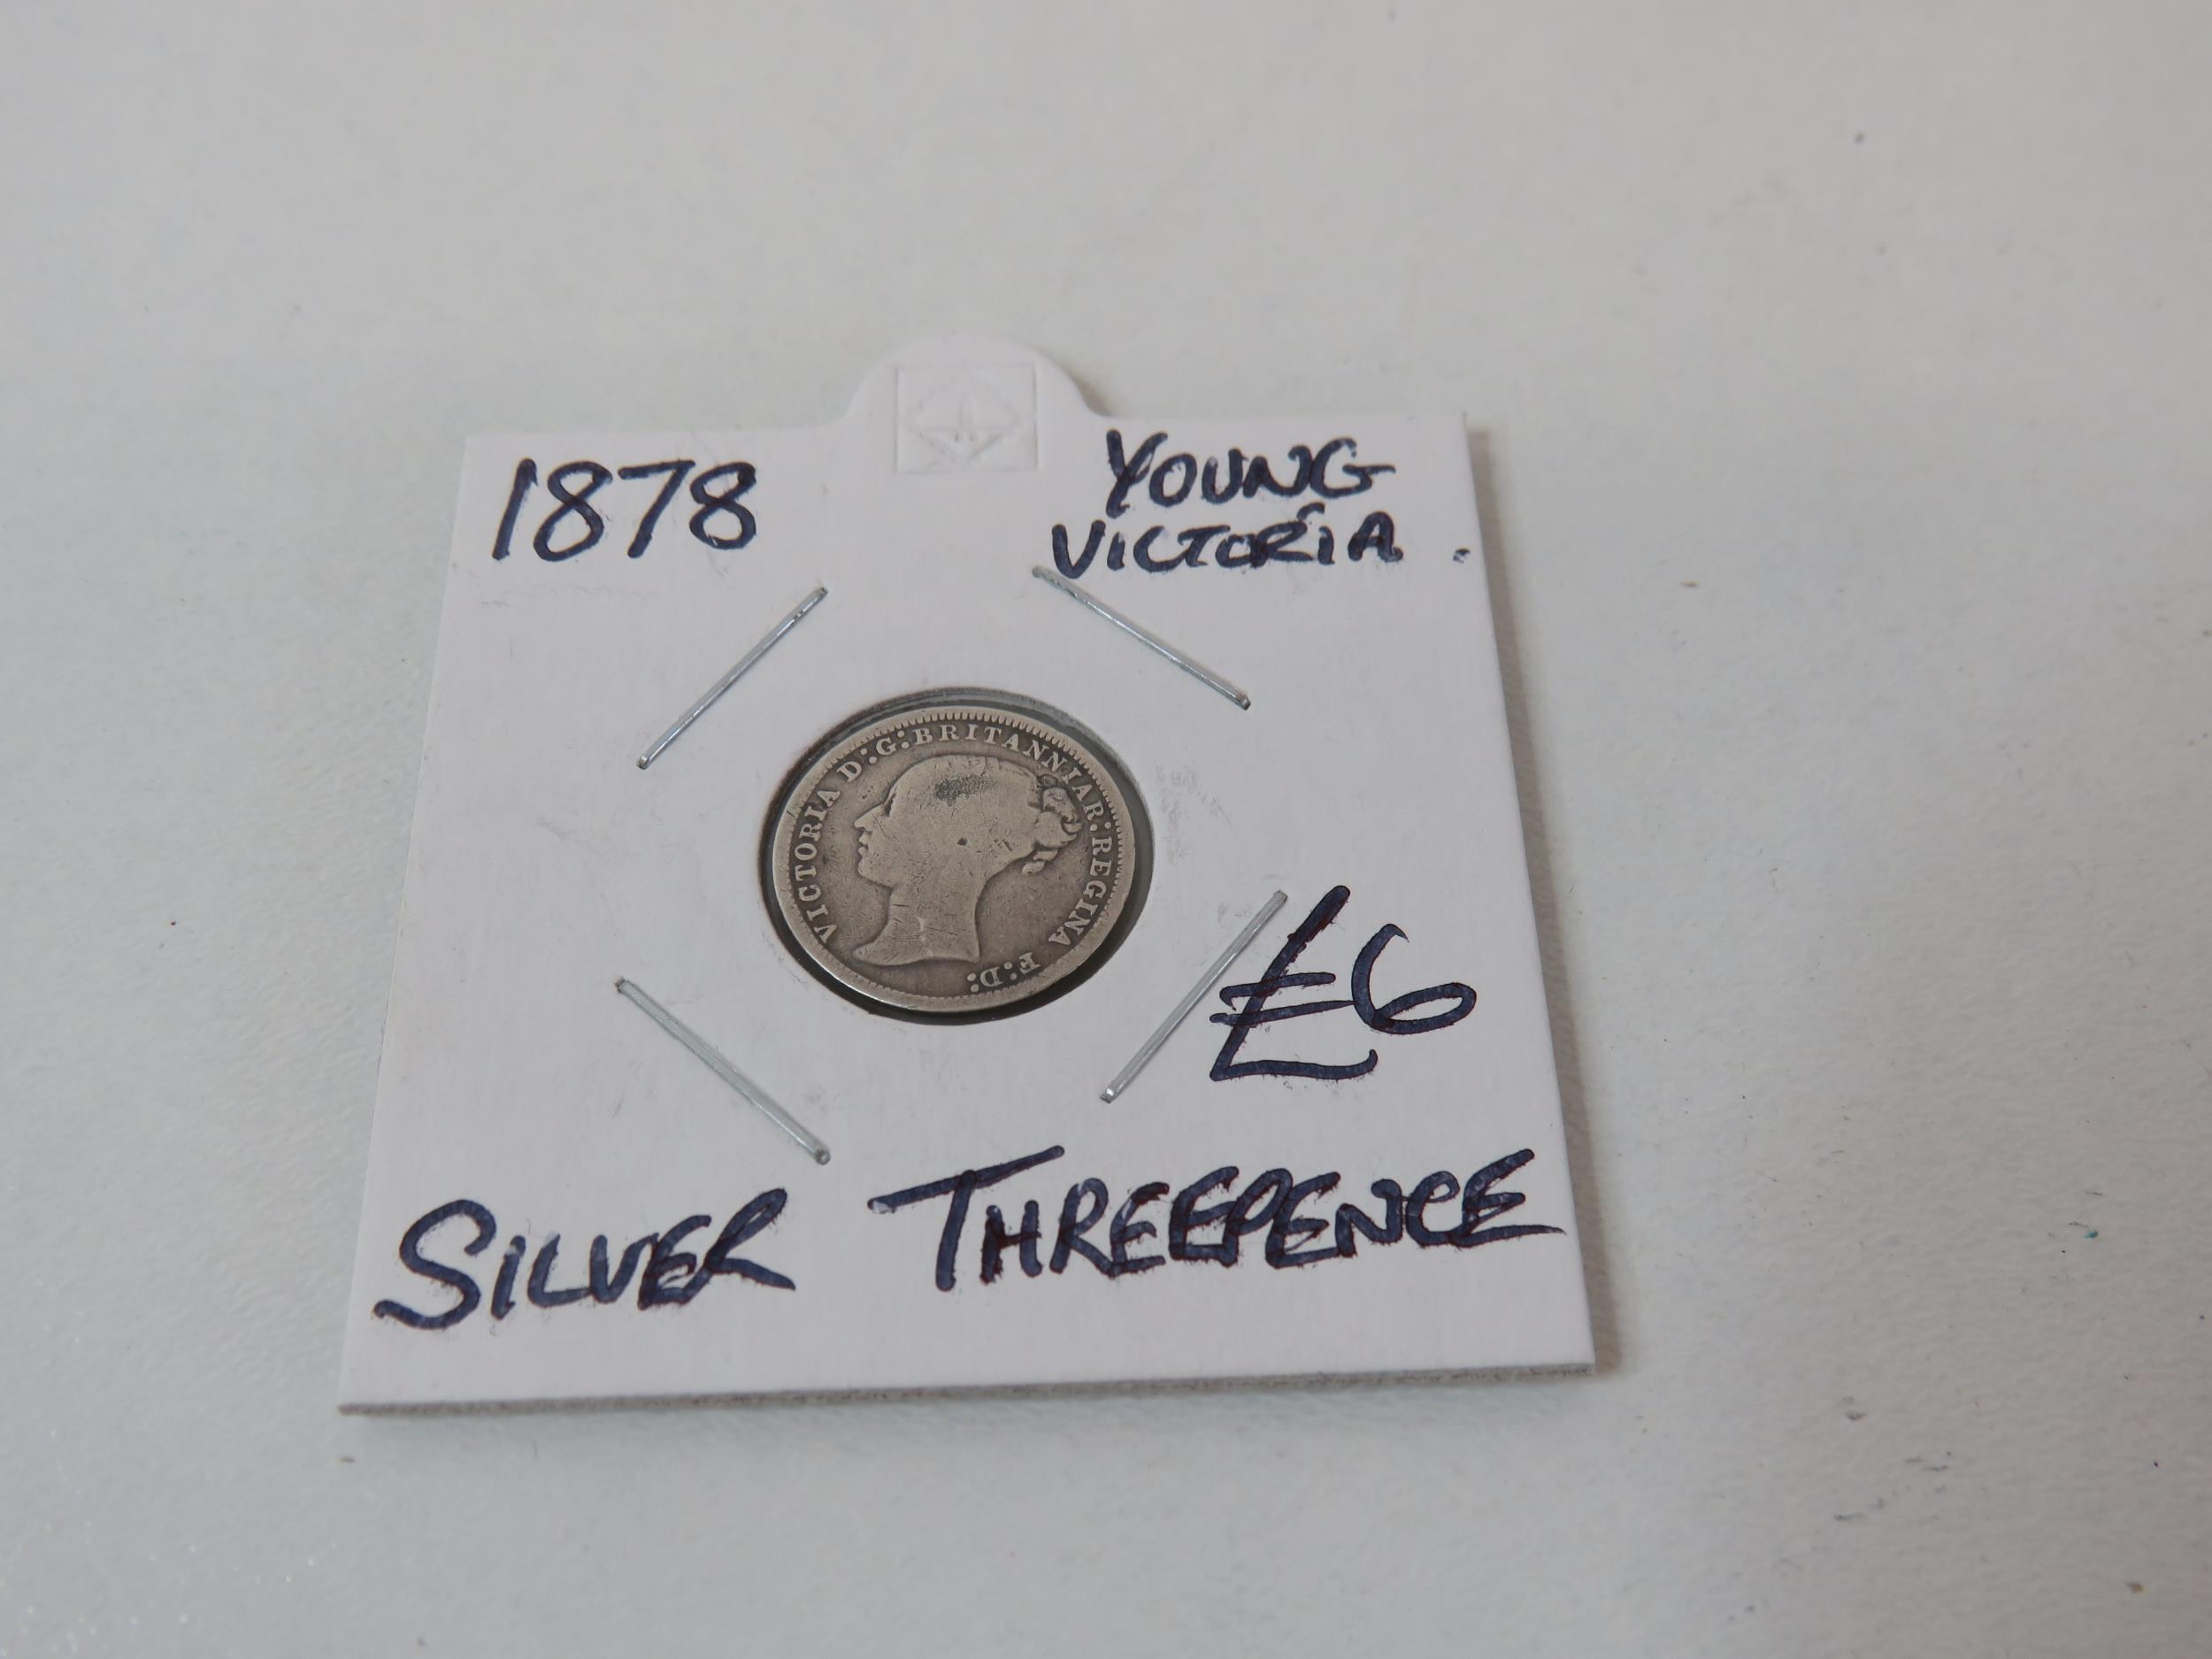 1878
YOUNG
VICTORIA.
VICTORIA D:G:BRITANNIAR:REGINA F:D:
£6
SILVER THREEPENCE